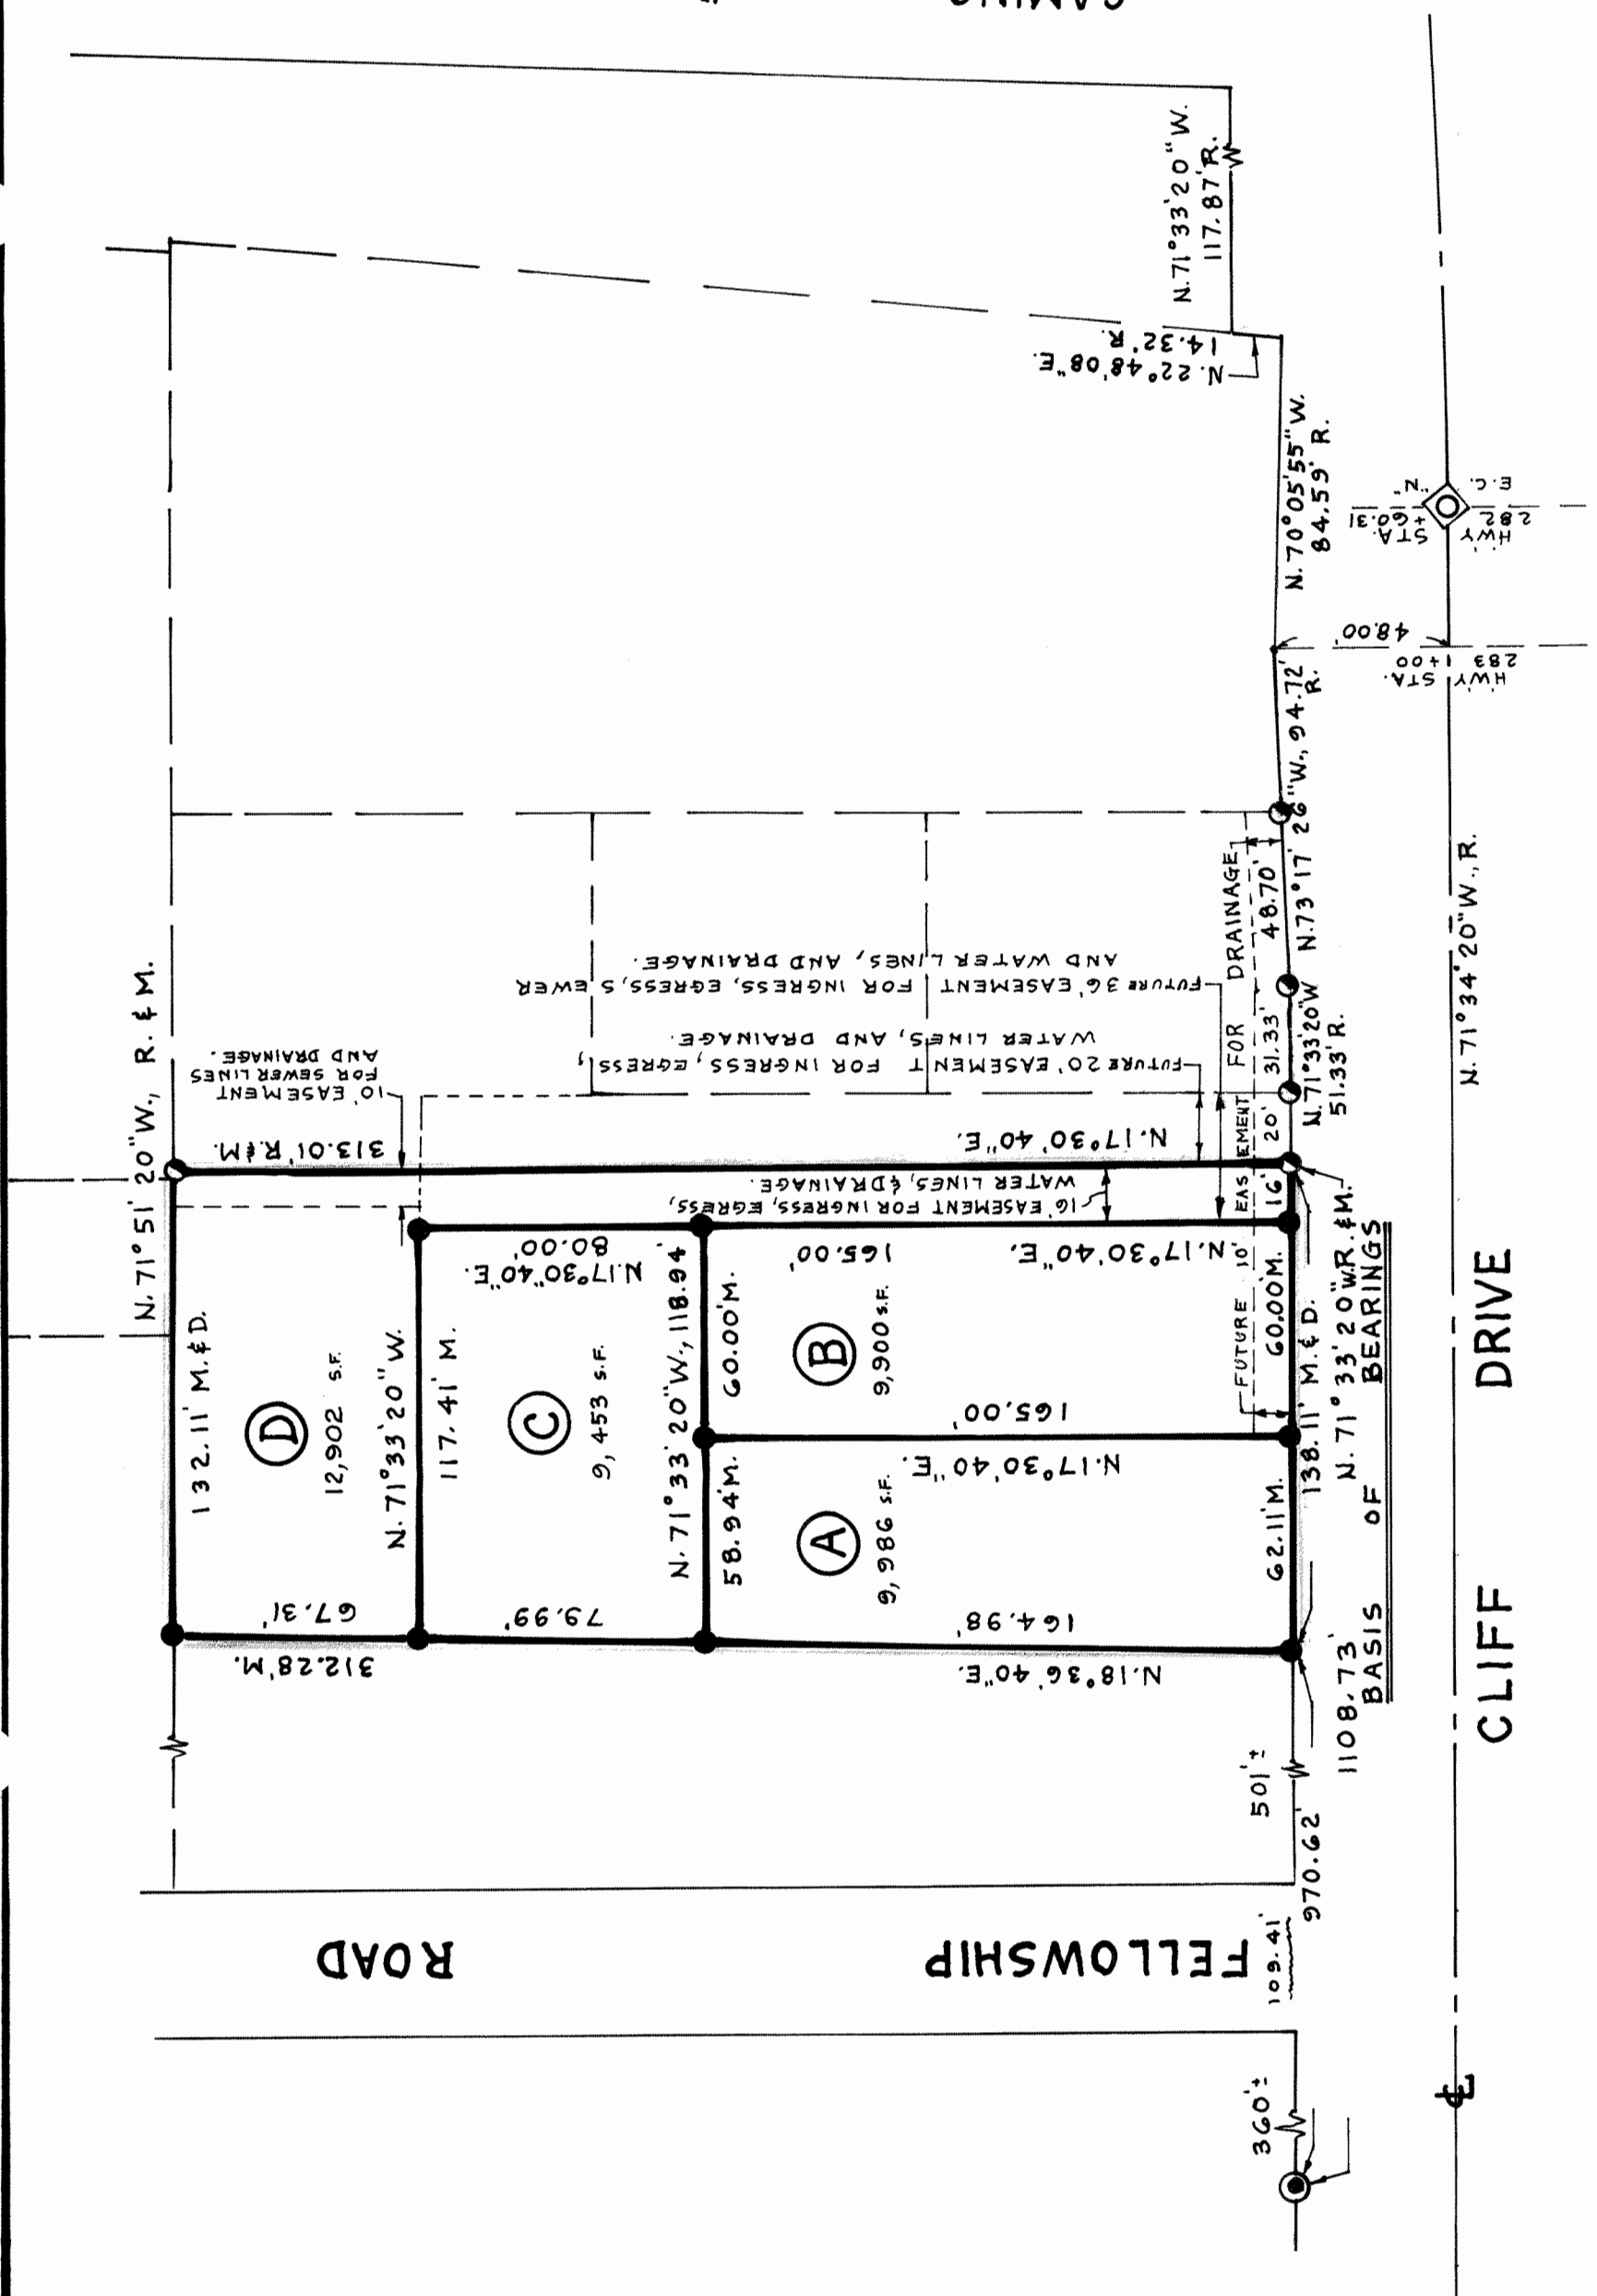 N. 71° 51' 20" W., R. & M.
132.11' M. & D.
D
12,902 S.F.
67.31'
312.28' M.
313.01' R. & M.
10' EASEMENT
FOR SEWER LINES
AND DRAINAGE.
N. 71° 33' 20" W.
117.41' M.
C
9,453 S.F.
79.99'
80.00'
N. 17° 30' 40" E.
N. 71° 33' 20" W., 118.94'
58.94' M.
60.00' M.
A
9,986 S.F.
B
9,900 S.F.
164.98'
N. 18° 36' 40" E.
165.00'
N. 17° 30' 40" E.
165.00'
N. 17° 30' 40" E.
16' EASEMENT FOR INGRESS, EGRESS,
WATER LINES, & DRAINAGE.
N. 17° 30' 40" E.
FUTURE 20' EASEMENT FOR INGRESS, EGRESS,
WATER LINES, AND DRAINAGE.
FUTURE 36' EASEMENT FOR INGRESS, EGRESS, SEWER
AND WATER LINES, AND DRAINAGE.
FUTURE 10' EASEMENT FOR DRAINAGE
62.11' M.
60.00' M.
16'
20'
31.33'
48.70'
138.11' M. & D.
N. 71° 33' 20" W. R. & M.
1108.73'
BASIS OF BEARINGS
N. 71° 33' 20" W
51.33' R.
N. 73° 17' 26" W., 94.72'
R.
N. 70° 05' 55" W.
84.59' R.
N. 22° 48' 08" E.
14.32' R.
N. 71° 33' 20" W.
117.87' R.
48.00'
HWY STA.
283 1+00
HWY STA.
282 +60.31
E.C. "N"
N. 71° 34' 20" W., R.
CLIFF DRIVE
501'±
970.62'
109.41'
FELLOWSHIP ROAD
360'±
℄
CAMINO